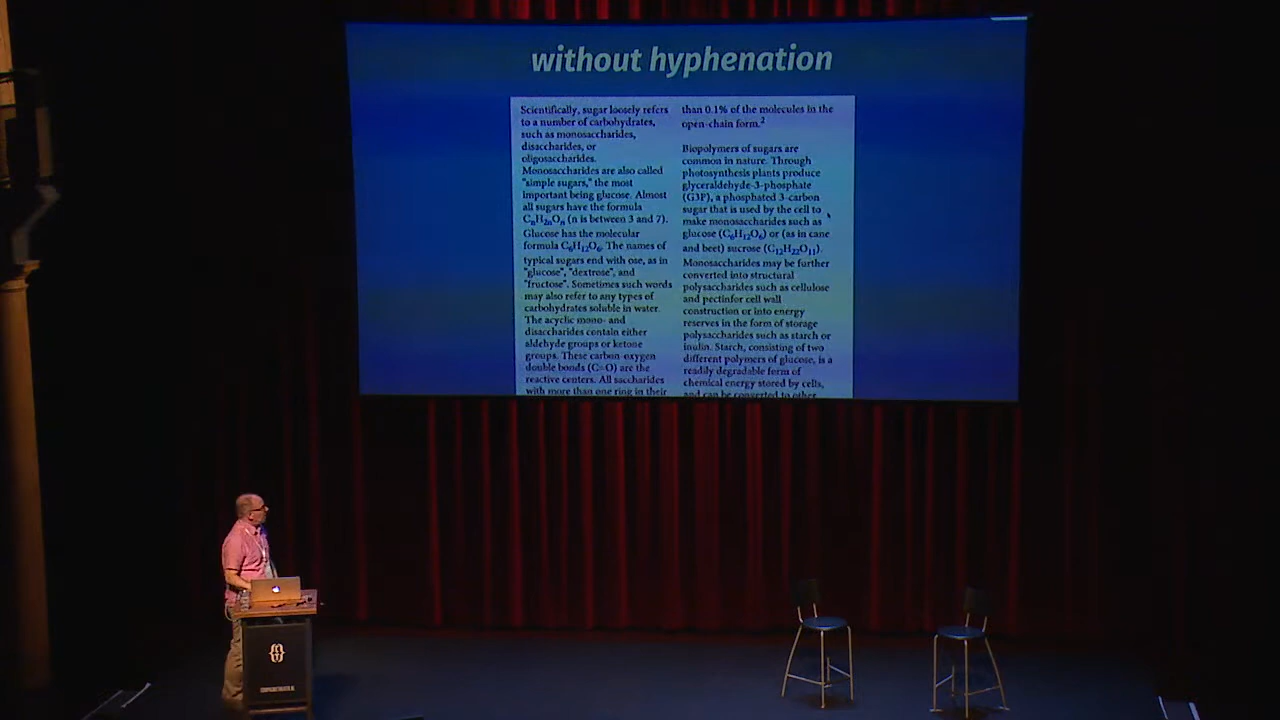 without hyphenation
Scientifically, sugar loosely refers
to a number of carbohydrates,
such as monosaccharides,
disaccharides, or
oligosaccharides.
Monosaccharides are also called
"simple sugars," the most
important being glucose. Almost
all sugars have the formula
CₙH₂ₙOₙ (n is between 3 and 7).
Glucose has the molecular
formula C₆H₁₂O₆. The names of
typical sugars end with ose, as in
"glucose", "dextrose", and
"fructose". Sometimes such words
may also refer to any types of
carbohydrates soluble in water.
The acyclic mono- and
disaccharides contain either
aldehyde groups or ketone
groups. These carbon-oxygen
double bonds (C=O) are the
reactive centers. All saccharides
with more than one ring in their
than 0.1% of the molecules in the
open-chain form.²
Biopolymers of sugars are
common in nature. Through
photosynthesis plants produce
glyceraldehyde-3-phosphate
(G3P), a phosphated 3-carbon
sugar that is used by the cell to
make monosaccharides such as
glucose (C₆H₁₂O₆) or (as in cane
and beet) sucrose (C₁₂H₂₂O₁₁).
Monosaccharides may be further
converted into structural
polysaccharides such as cellulose
and pectinfor cell wall
construction or into energy
reserves in the form of storage
polysaccharides such as starch or
inulin. Starch, consisting of two
different polymers of glucose, is a
readily degradable form of
chemical energy stored by cells,
and can be converted to other